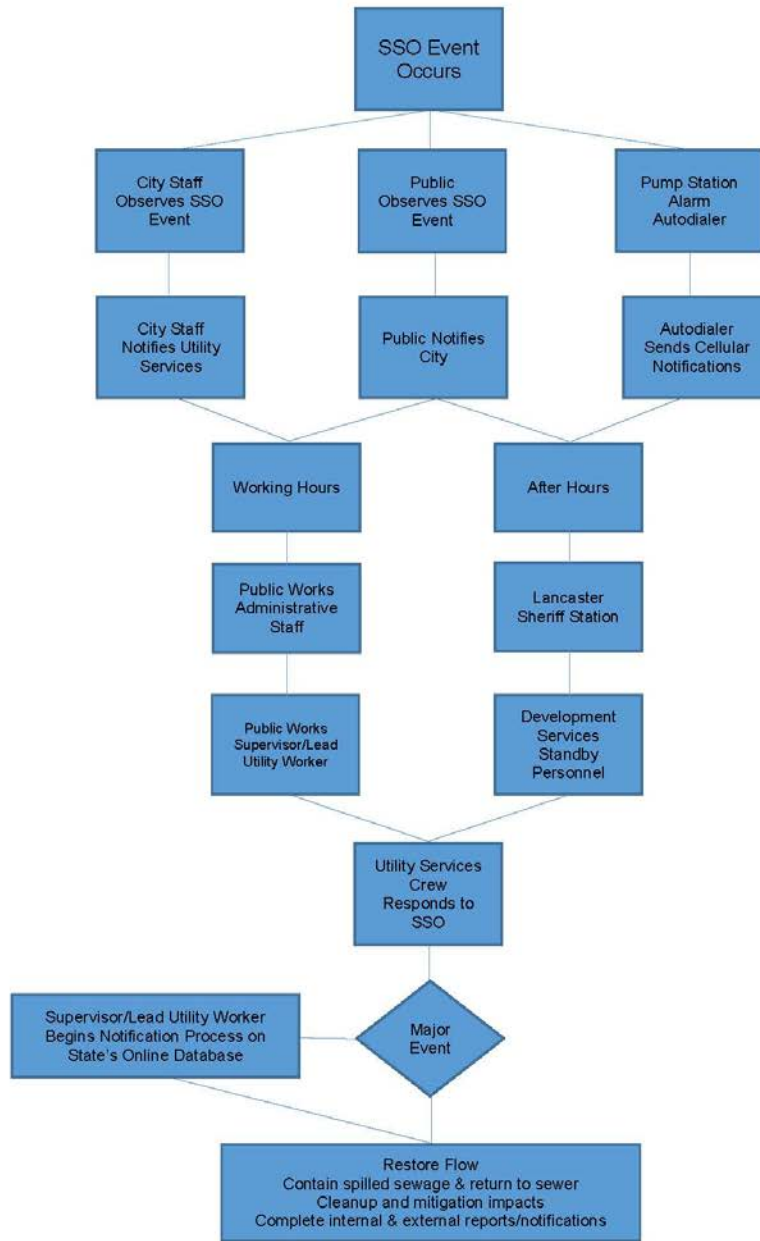 SSO Event
Occurs
City Staff
Observes SSO
Event
Public
Observes SSO
Event
Pump Station
Alarm
Autodialer
City Staff
Notifies Utility
Services
Public Notifies
City
Autodialer
Sends Cellular
Notifications
Working Hours
After Hours
Public Works
Administrative
Staff
Lancaster
Sheriff Station
Public Works
Supervisor/Lead
Utility Worker
Development
Services
Standby
Personnel
Utility Services
Crew
Responds to
SSO
Supervisor/Lead Utility Worker
Begins Notification Process on
State's Online Database
Major
Event
Restore Flow
Contain spilled sewage & return to sewer
Cleanup and mitigation impacts
Complete internal & external reports/notifications